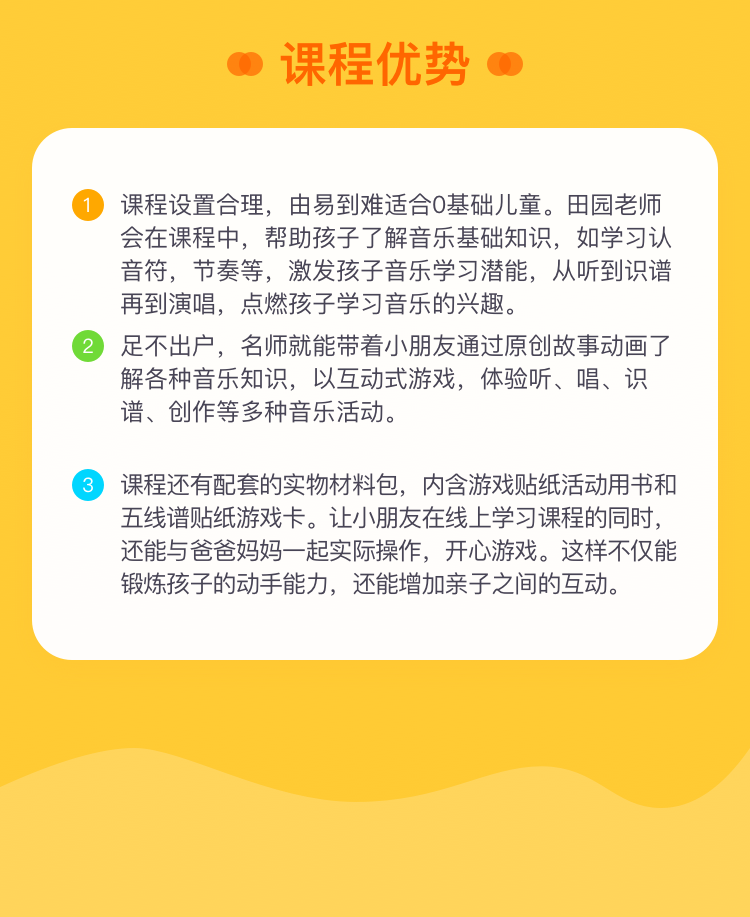 课程优势
1 课程设置合理，由易到难适合0基础儿童。田园老师
会在课程中，帮助孩子了解音乐基础知识，如学习认
音符，节奏等，激发孩子音乐学习潜能，从听到识谱
再到演唱，点燃孩子学习音乐的兴趣。
2 足不出户，名师就能带着小朋友通过原创故事动画了
解各种音乐知识，以互动式游戏，体验听、唱、识
谱、创作等多种音乐活动。
3 课程还有配套的实物材料包，内含游戏贴纸活动用书和
五线谱贴纸游戏卡。让小朋友在线上学习课程的同时，
还能与爸爸妈妈一起实际操作，开心游戏。这样不仅能
锻炼孩子的动手能力，还能增加亲子之间的互动。